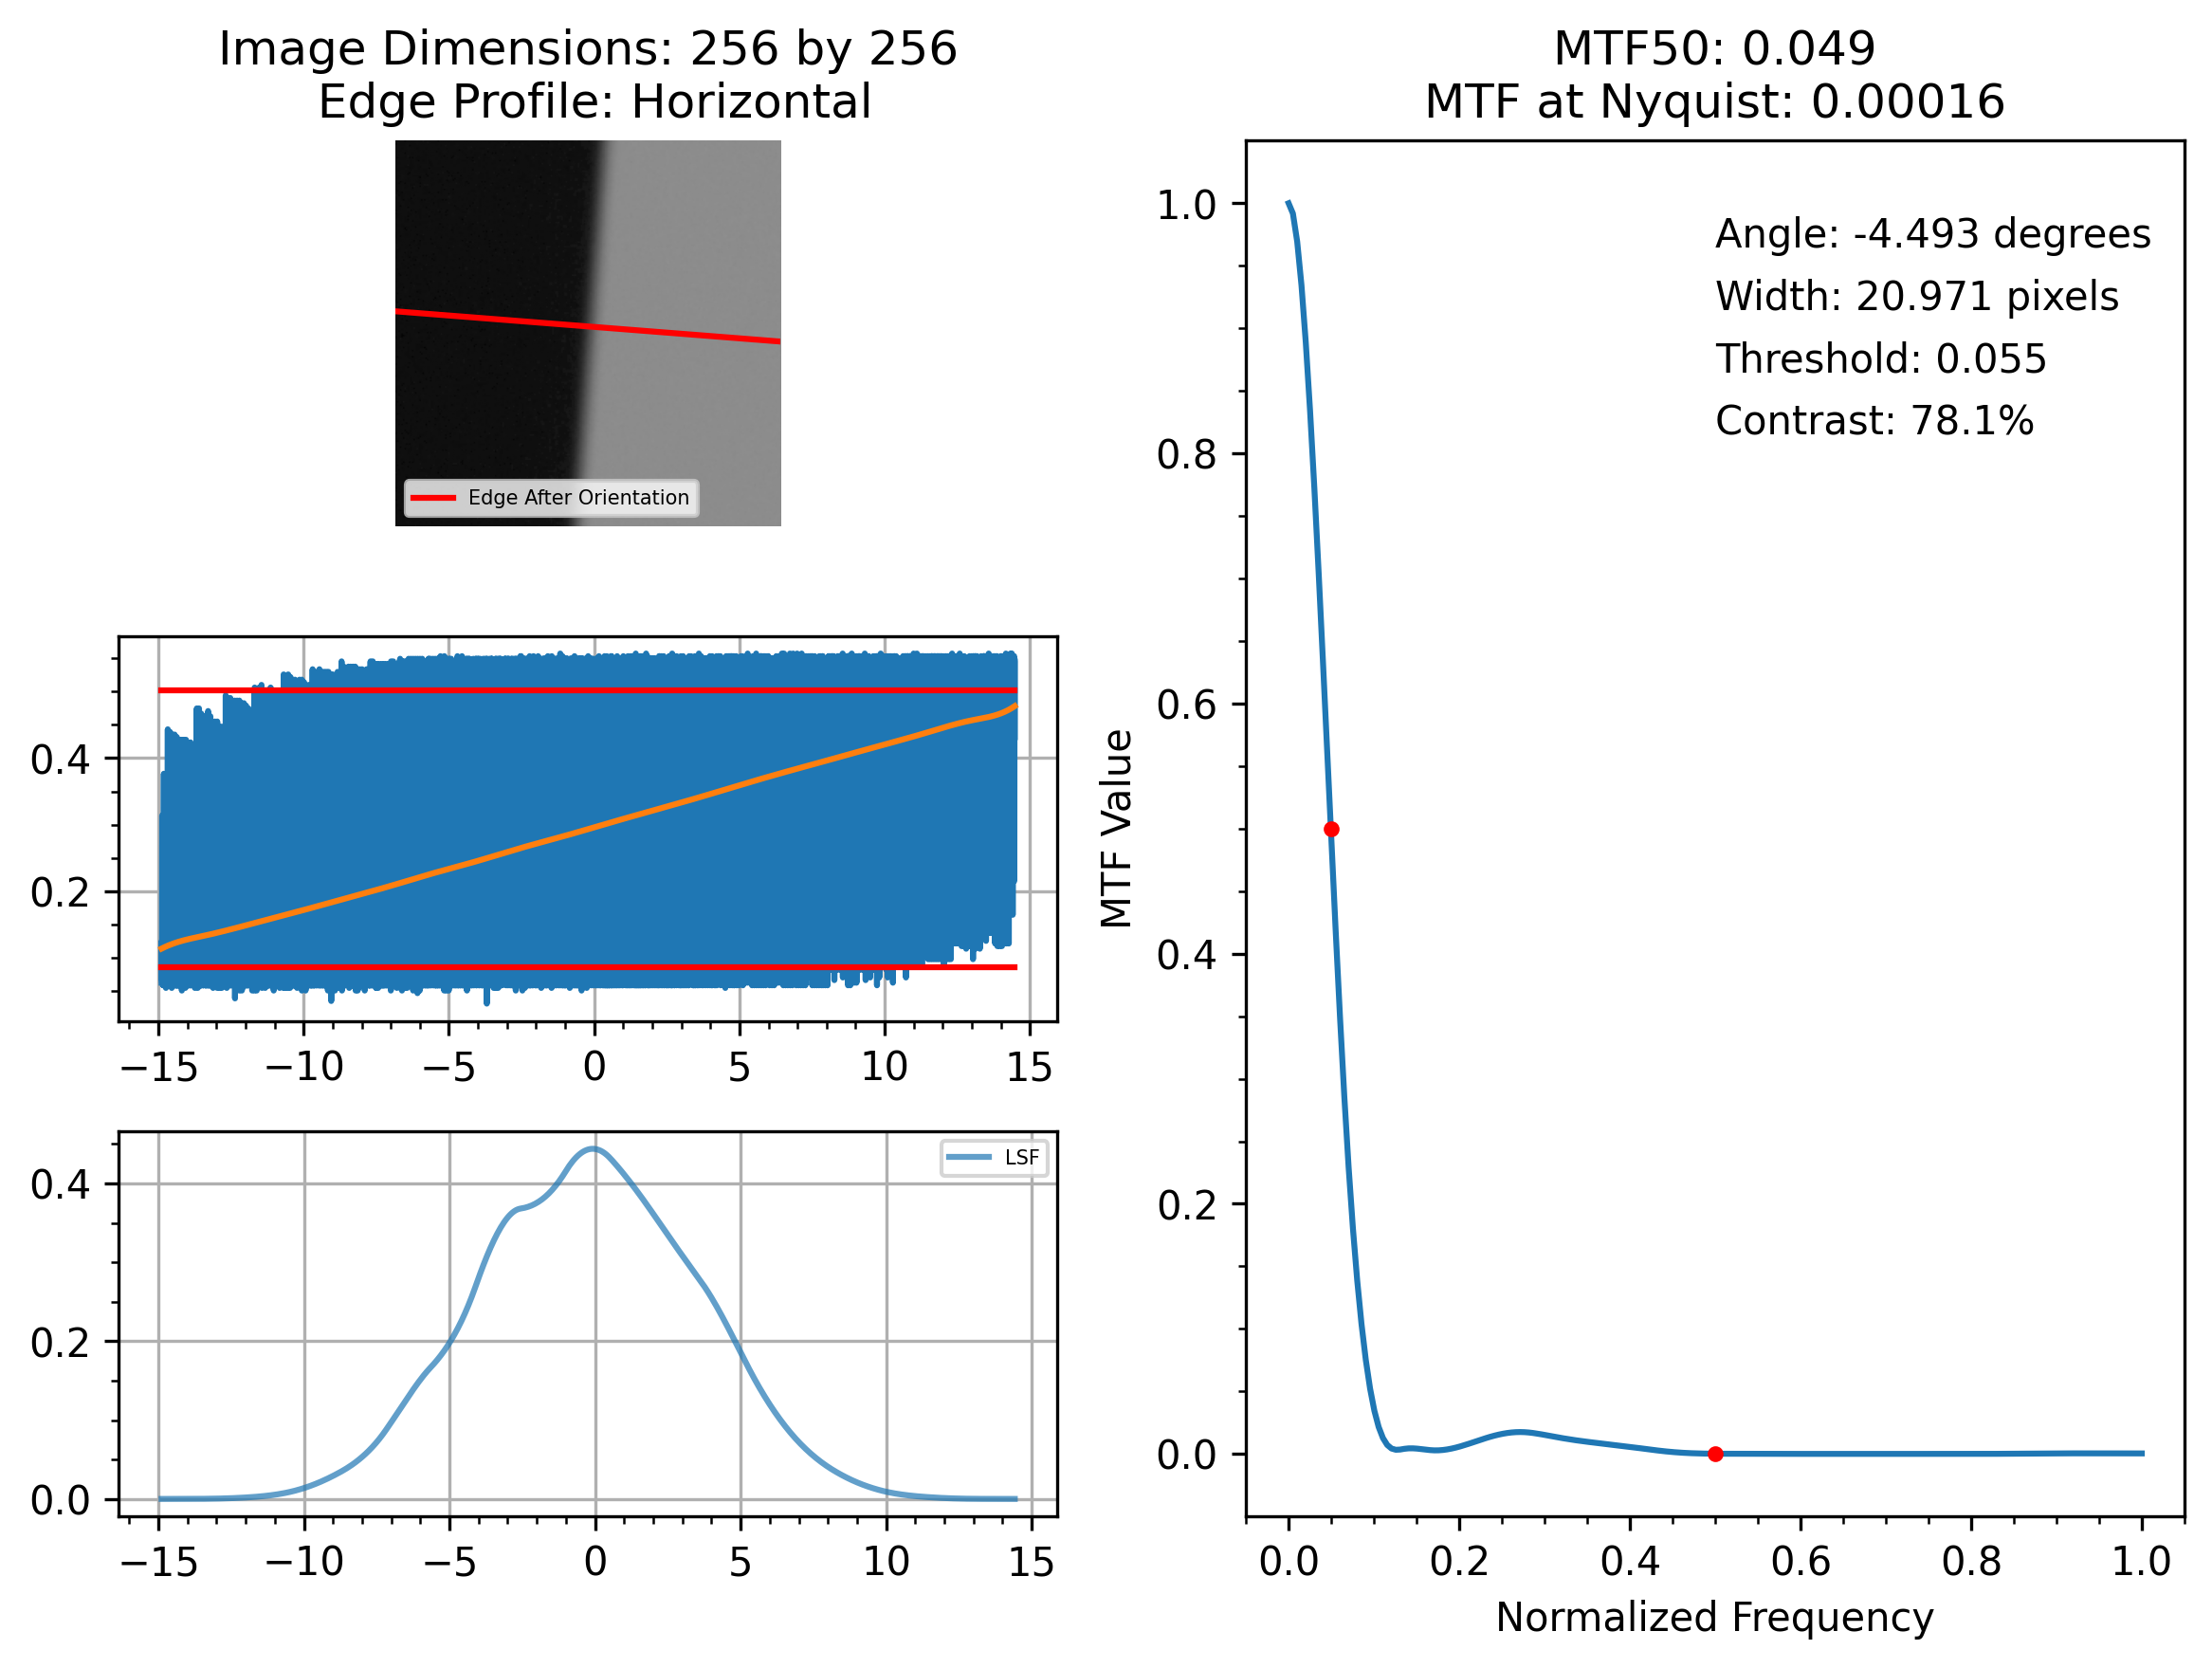 Image Dimensions: 256 by 256
Edge Profile: Horizontal
Edge After Orientation
0.4
0.2
−15 −10 −5 0 5 10 15
LSF
0.4
0.2
0.0
−15 −10 −5 0 5 10 15
MTF50: 0.049
MTF at Nyquist: 0.00016
Angle: -4.493 degrees
Width: 20.971 pixels
Threshold: 0.055
Contrast: 78.1%
MTF Value
1.0
0.8
0.6
0.4
0.2
0.0
0.0 0.2 0.4 0.6 0.8 1.0
Normalized Frequency